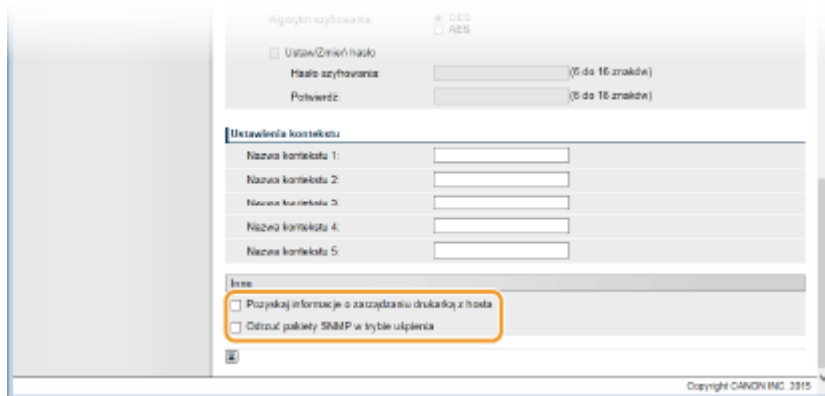 Algorytm szyfrowania:
DES
AES
Ustaw/Zmień hasło
Hasło szyfrowania:
(6 do 16 znaków)
Potwierdź:
(6 do 16 znaków)
Ustawienia kontekstu
Nazwa kontekstu 1:
Nazwa kontekstu 2:
Nazwa kontekstu 3:
Nazwa kontekstu 4:
Nazwa kontekstu 5:
Inne
Pozyskaj informacje o zarządzaniu drukarką z hosta
Odrzuć pakiety SNMP w trybie uśpienia
Copyright CANON INC. 2015